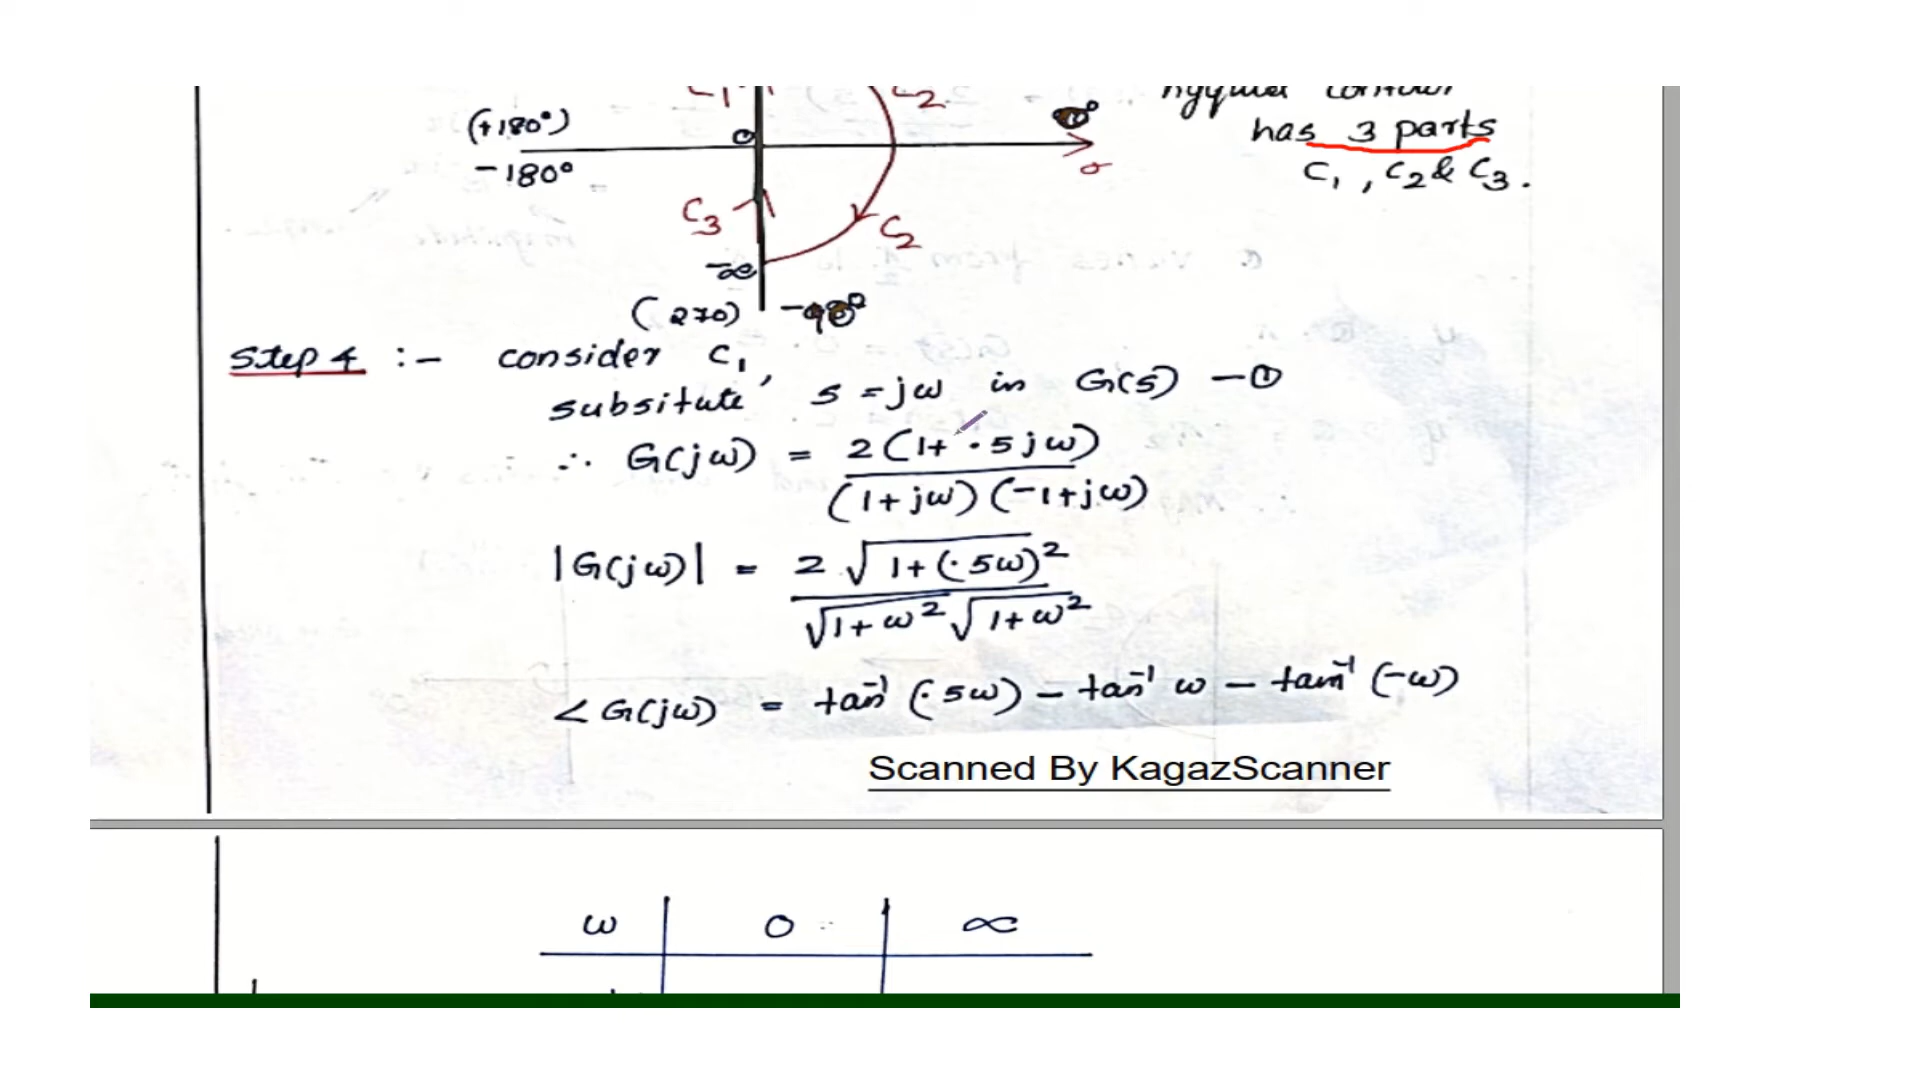 C2
(+180°)
0
has 3 parts
-180°
σ
C1, C2 & C3.
C3
C2
-∞
(270) -90°
Step 4 :- consider C1,
subsitute s = jω in G(s) -①
∴ G(jω) = 2(1+ .5jω)
(1+jω)(-1+jω)
|G(jω)| = 2 √1+(.5ω)²
√1+ω² √1+ω²
∠G(jω) = tan⁻¹(.5ω) - tan⁻¹ ω - tan⁻¹(-ω)
Scanned By KagazScanner
ω 0 ∞